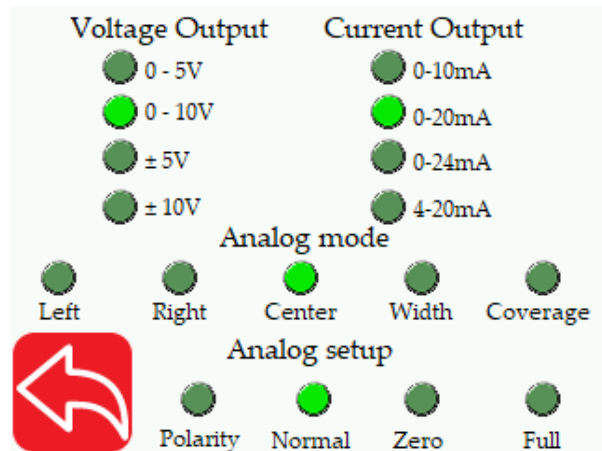 Voltage Output Current Output
0 - 5V 0-10mA
0 - 10V 0-20mA
± 5V 0-24mA
± 10V 4-20mA
Analog mode
Left Right Center Width Coverage
Analog setup
Polarity Normal Zero Full